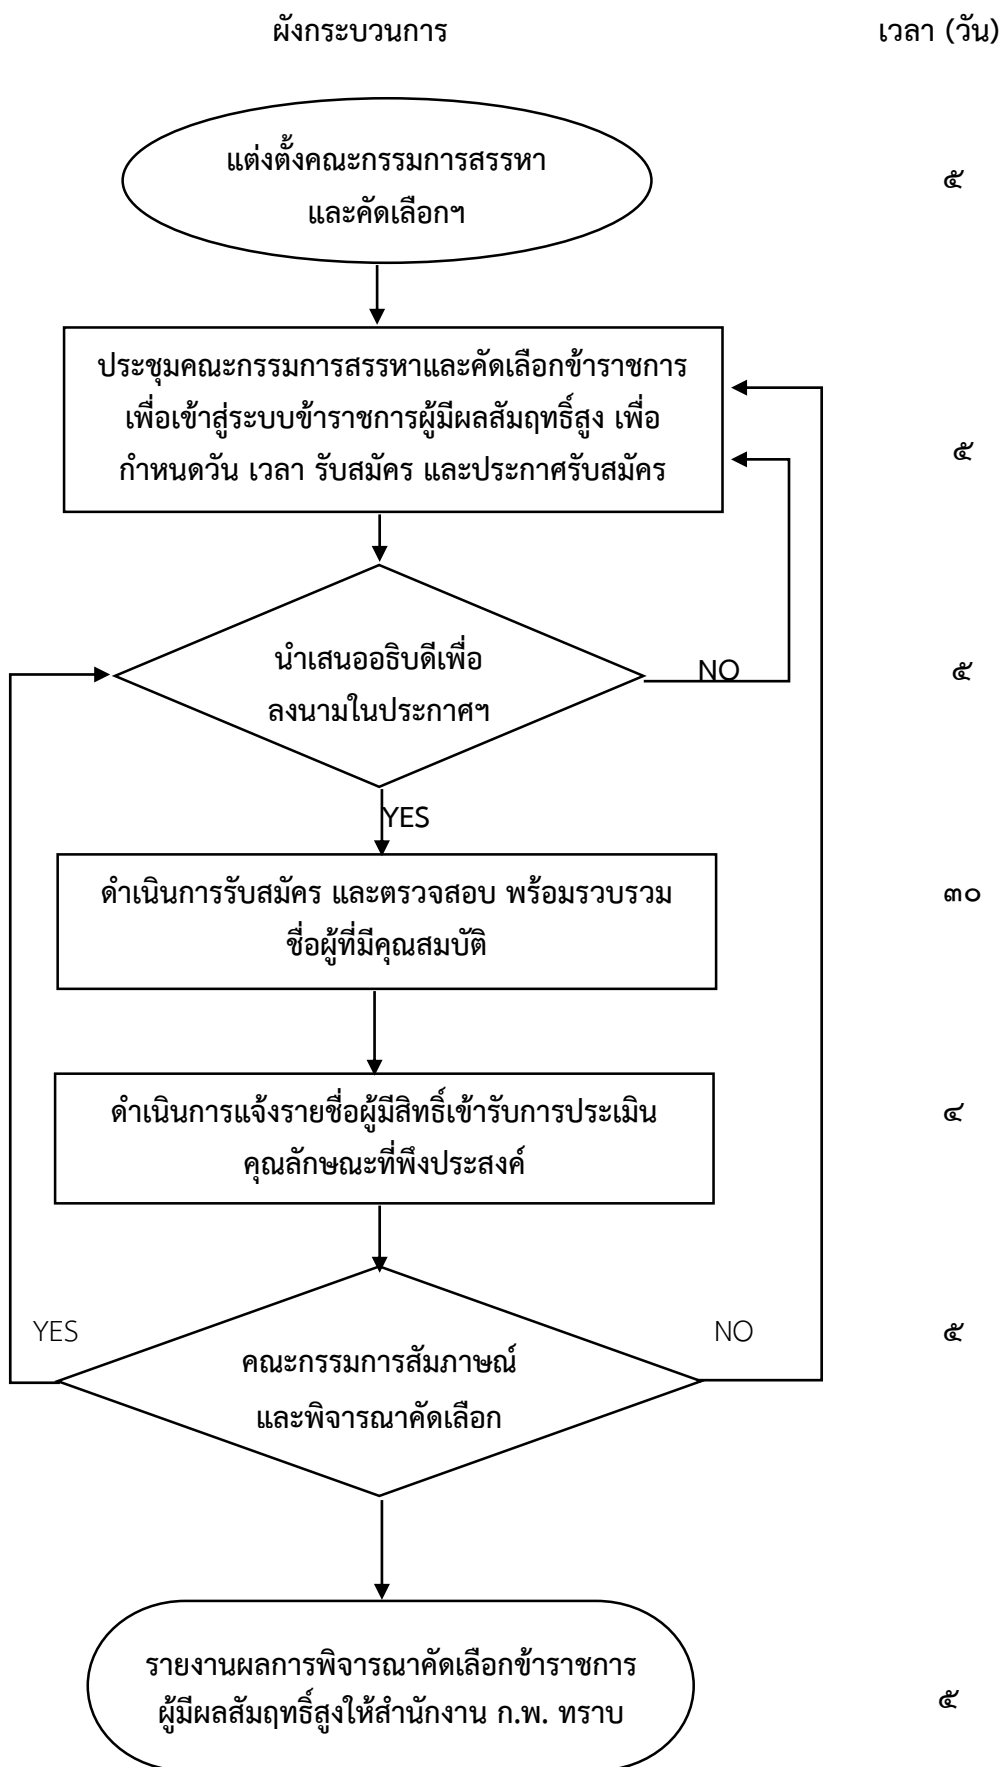 ผังกระบวนการ
เวลา (วัน)
แต่งตั้งคณะกรรมการสรรหา
และคัดเลือกฯ
๕
ประชุมคณะกรรมการสรรหาและคัดเลือกข้าราชการ
เพื่อเข้าสู่ระบบข้าราชการผู้มีผลสัมฤทธิ์สูง เพื่อ
กำหนดวัน เวลา รับสมัคร และประกาศรับสมัคร
๕
นำเสนออธิบดีเพื่อ
ลงนามในประกาศฯ
NO
๕
YES
ดำเนินการรับสมัคร และตรวจสอบ พร้อมรวบรวม
ชื่อผู้ที่มีคุณสมบัติ
๓๐
ดำเนินการแจ้งรายชื่อผู้มีสิทธิ์เข้ารับการประเมิน
คุณลักษณะที่พึงประสงค์
๔
YES
NO
คณะกรรมการสัมภาษณ์
และพิจารณาคัดเลือก
๕
รายงานผลการพิจารณาคัดเลือกข้าราชการ
ผู้มีผลสัมฤทธิ์สูงให้สำนักงาน ก.พ. ทราบ
๕